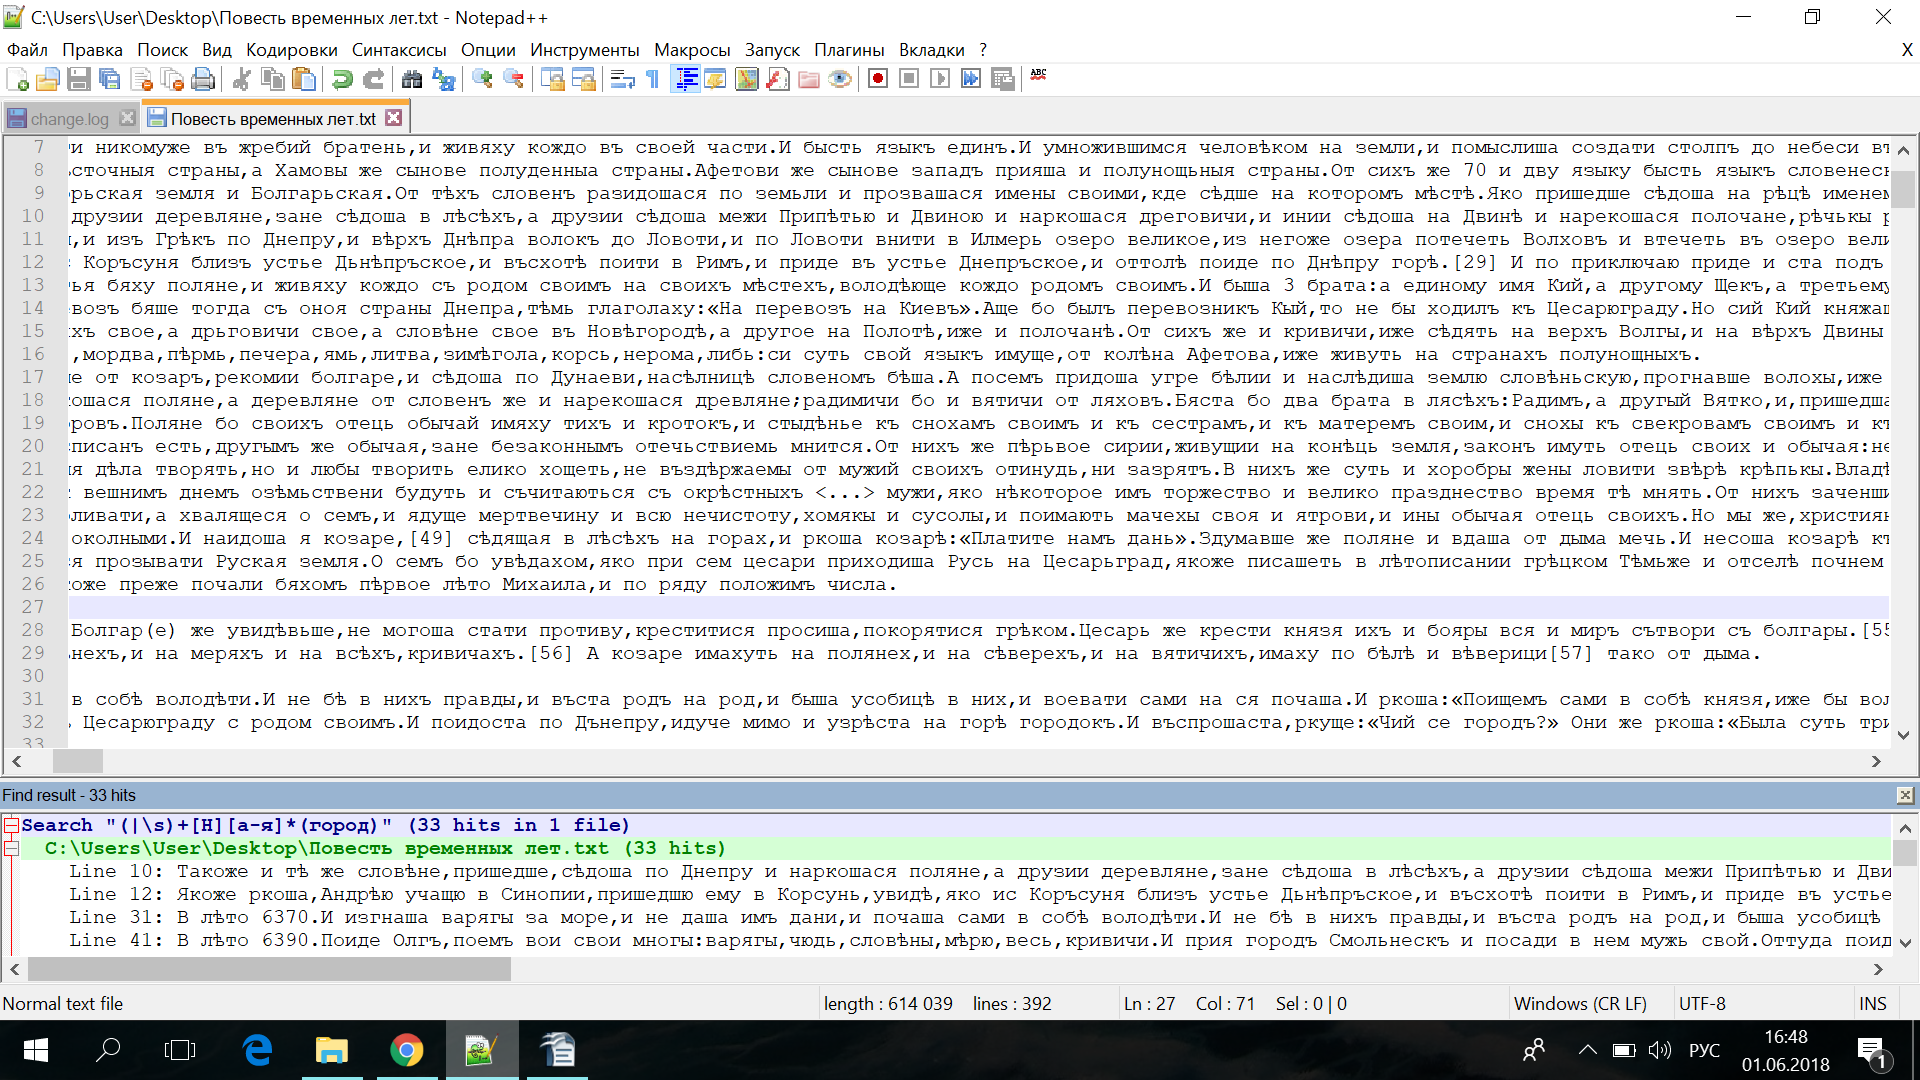 C:\Users\User\Desktop\Повесть временных лет.txt - Notepad++
Файл Правка Поиск Вид Кодировки Синтаксисы Опции Инструменты Макросы Запуск Плагины Вкладки ? X
change.log Повесть временных лет.txt
7 и никомуже въ жребий братень,и живяху кождо въ своей части.И бысть языкъ единъ.И умножившимся человѣком на земли,и помыслиша создати столпъ до небеси
8 сточныя страны,а Хамовы же сынове полуденныа страны.Афетови же сынове западъ прияша и полунощьныя страны.От сихъ же 70 и дву языку бысть языкъ словенеск
9 рьская земля и Болгарьская.От тѣхъ словенъ разидошася по земьли и прозвашася имены своими,кде сѣдше на которомъ мѣстѣ.Яко пришедше сѣдоша на рѣцѣ именем
10 друзии деревляне,зане сѣдоша в лѣсѣхъ,а друзии сѣдоша межи Припѣтью и Двиною и наркошася дреговичи,и инии сѣдоша на Двинѣ и нарекошася полочане,рѣчькы
11 ,и изъ Грѣкъ по Днепру,и вѣрхъ Днѣпра волокъ до Ловоти,и по Ловоти внити в Илмерь озеро великое,из негоже озера потечеть Волховъ и втечеть въ озеро вели
12 Коръсуня близъ устье Дьнѣпръское,и въсхотѣ поити в Римъ,и приде въ устье Днепръское,и оттолѣ поиде по Днѣпру горѣ.[29] И по приключаю приде и ста подъ
13 ья бяху поляне,и живяху кождо съ родом своимъ на своихъ мѣстехъ,володѣюще кождо родомъ своимъ.И быша 3 брата:а единому имя Кий,а другому Щекъ,а третьему
14 евозъ бяше тогда съ оноя страны Днепра,тѣмь глаголаху:«На перевозъ на Киевъ».Аще бо былъ перевозникъ Кый,то не бы ходилъ къ Цесарюграду.Но сий Кий княжа
15 ихъ свое,а дрьговичи свое,а словѣне свое въ Новѣгородѣ,а другое на Полотѣ,иже и полочанѣ.От сихъ же и кривичи,иже сѣдять на верхъ Волгы,и на вѣрхъ Двины
16 ,мордва,пѣрмь,печера,ямь,литва,зимѣгола,корсь,нерома,либь:си суть свой языкъ имуще,от колѣна Афетова,иже живуть на странахъ полунощныхъ.
17 е от козаръ,рекомии болгаре,и сѣдоша по Дунаеви,насѣлницѣ словеномъ бѣша.А посемъ придоша угре бѣлии и наслѣдиша землю словѣньскую,прогнавше волохы,иже
18 ошася поляне,а деревляне от словенъ же и нарекошася древляне;радимичи бо и вятичи от ляховъ.Бяста бо два брата в лясѣхъ:Радимъ,а другый Вятко,и,пришедша
19 ровъ.Поляне бо своихъ отець обычай имяху тихъ и кротокъ,и стыдѣнье къ снохамъ своимъ и къ сестрамъ,и къ матеремъ своим,и снохы къ свекровамъ своимъ и къ
20 списанъ есть,другымъ же обычая,зане безаконнымъ отечьствиемь мнится.От нихъ же пѣрьвое сирии,живущии на конѣць земля,законъ имуть отець своих и обычая:не
21 я дѣла творять,но и любы творить елико хощеть,не въздѣржаемы от мужий своихъ отинудь,ни зазрятъ.В нихъ же суть и хоробры жены ловити звѣрѣ крѣпькы.Владѣ
22 вешнимъ днемъ озѣмьствени будуть и съчитаються съ окрѣстныхъ <...> мужи,яко нѣкоторое имъ торжество и велико празднество время тѣ мнять.От нихъ заченши
23 ливати,а хвалящеся о семъ,и ядуще мертвечину и всю нечистоту,хомякы и сусолы,и поимають мачехы своя и ятрови,и ины обычая отець своихъ.Но мы же,християн
24 околными.И наидоша я козаре,[49] сѣдящая в лѣсѣхъ на горах,и ркоша козарѣ:«Платите намъ дань».Здумавше же поляне и вдаша от дыма мечь.И несоша козарѣ къ
25 я прозывати Руская земля.О семъ бо увѣдахом,яко при сем цесари приходиша Русь на Цесарьград,якоже писашеть в лѣтописании грѣцком Тѣмьже и отселѣ почнем
26 оже преже почали бяхомъ пѣрвое лѣто Михаила,и по ряду положимъ числа.
27
28 Болгар(е) же увидѣвьше,не могоша стати противу,креститися просиша,покорятися грѣком.Цесарь же крести князя ихъ и бояры вся и миръ сътвори съ болгары.[55
29 нехъ,и на меряхъ и на всѣхъ,кривичахъ.[56] А козаре имахуть на полянех,и на сѣверехъ,и на вятичихъ,имаху по бѣлѣ и вѣверици[57] тако от дыма.
30
31 в собѣ володѣти.И не бѣ в нихъ правды,и въста родъ на род,и быша усобицѣ в них,и воевати сами на ся почаша.И ркоша:«Поищемъ сами в собѣ князя,иже бы вол
32 Цесарюграду с родом своимъ.И поидоста по Дънепру,идуче мимо и узрѣста на горѣ городокъ.И въспрошаста,ркуще:«Чий се городъ?» Они же ркоша:«Была суть три
33
Find result - 33 hits
Search "(|\s)+[Н][а-я]*(город)" (33 hits in 1 file)
C:\Users\User\Desktop\Повесть временных лет.txt (33 hits)
Line 10: Такоже и тѣ же словѣне,пришедше,сѣдоша по Днепру и наркошася поляне,а друзии деревляне,зане сѣдоша в лѣсѣхъ,а друзии сѣдоша межи Припѣтью и Дви
Line 12: Якоже ркоша,Андрѣю учащю в Синопии,пришедшю ему в Корсунь,увидѣ,яко ис Коръсуня близъ устье Дьнѣпръское,и въсхотѣ поити в Римъ,и приде въ устье
Line 31: В лѣто 6370.И изгнаша варягы за море,и не даша имъ дани,и почаша сами в собѣ володѣти.И не бѣ в нихъ правды,и въста родъ на род,и быша усобицѣ
Line 41: В лѣто 6390.Поиде Олгъ,поемъ вои свои многы:варягы,чюдь,словѣны,мѣрю,весь,кривичи.И прия городъ Смольнескъ и посади в нем мужь свой.Оттуда поид
Normal text file length : 614 039 lines : 392 Ln : 27 Col : 71 Sel : 0 | 0 Windows (CR LF) UTF-8 INS
РУС 16:48
01.06.2018 1